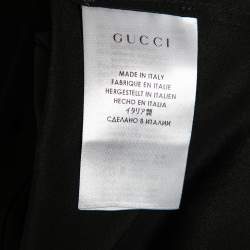 GUCCI
MADE IN ITALY
FABRIQUE EN ITALIE
HERGESTELLT IN ITALIEN
HECHO EN ITALIA
イタリア製
СДЕЛАНО В ИТАЛИИ